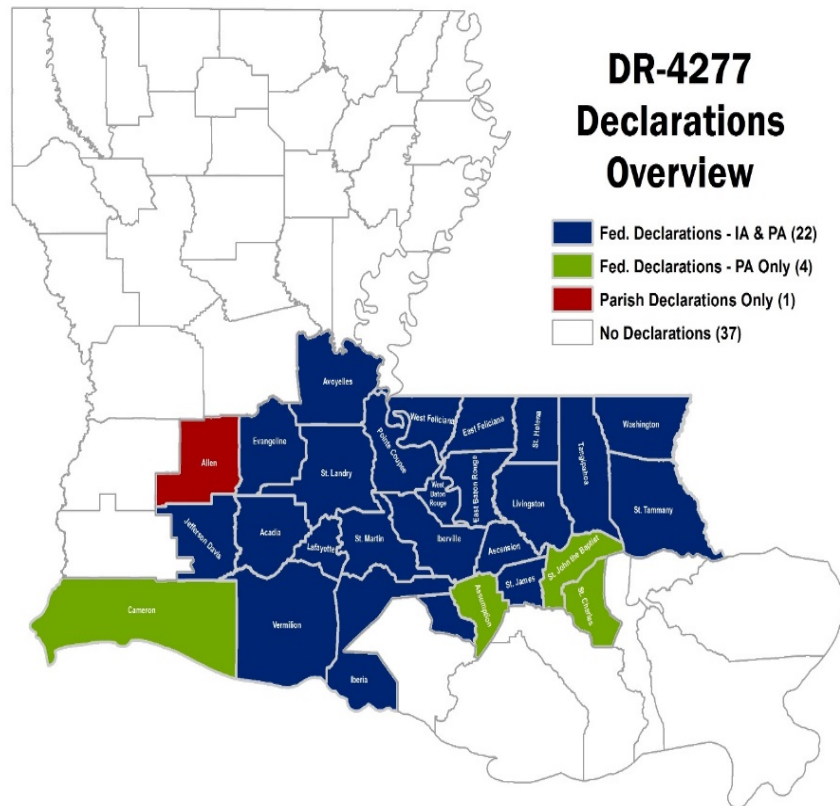 DR-4277
Declarations
Overview
Fed. Declarations - IA & PA (22)
Fed. Declarations - PA Only (4)
Parish Declarations Only (1)
No Declarations (37)
Avoyelles
West Feliciana
East Feliciana
St. Helena
Tangipahoa
Washington
Evangeline
Pointe Coupee
Allen
St. Landry
West
Baton
Rouge
East Baton Rouge
Livingston
St. Tammany
Jefferson Davis
Acadia
Lafayette
St. Martin
Iberville
Ascension
St. John the Baptist
St. James
Assumption
St. Charles
Cameron
Vermilion
Iberia